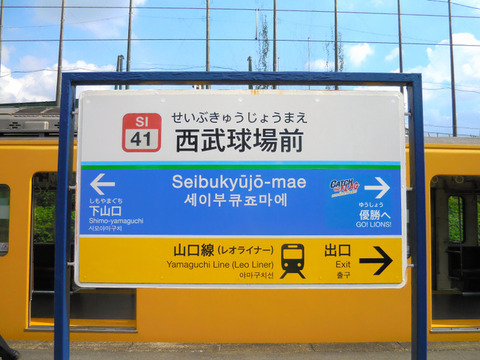 せいぶきゅうじょうまえ
SI
41
西武球場前
Seibukyūjō-mae
세이부큐죠마에
しもやまぐち
下山口
Shimo-yamaguchi
시모야마구치
CATCH the GLORY
ゆうしょう
優勝へ
GO! LIONS!
山口線(レオライナー)
Yamaguchi Line (Leo Liner)
야마구치선
出口
Exit
출구